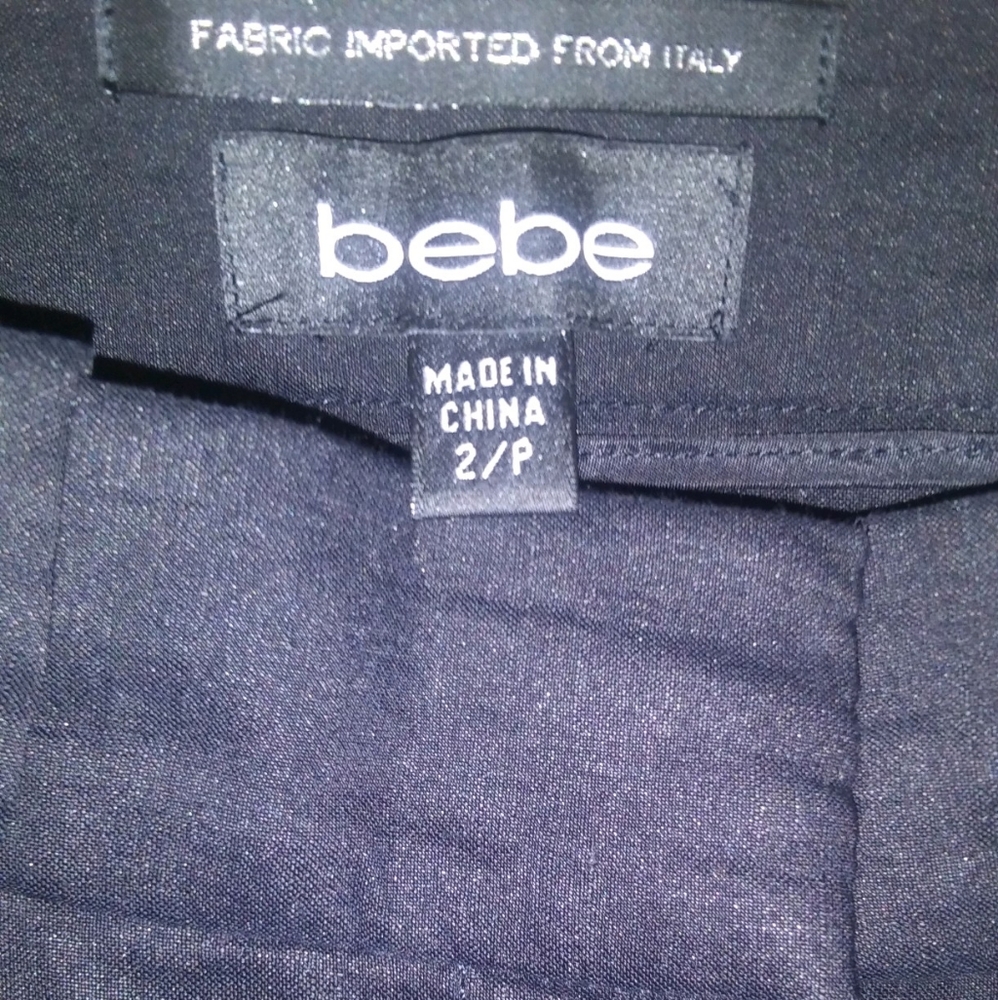 FABRIC IMPORTED FROM ITALY
bebe
MADE IN
CHINA
2/P